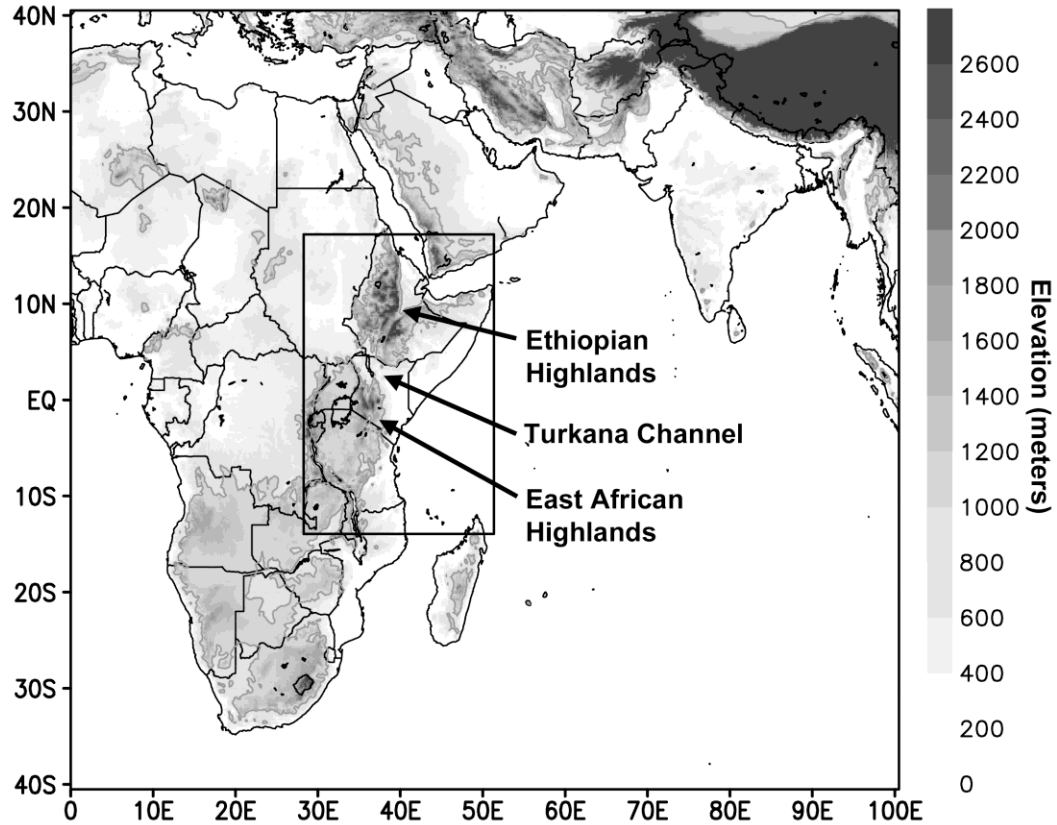 40N
30N
20N
10N
EQ
10S
20S
30S
40S
0
10E
20E
30E
40E
50E
60E
70E
80E
90E
100E
Ethiopian
Highlands
Turkana Channel
East African
Highlands
2600
2400
2200
2000
1800
1600
1400
1200
1000
800
600
400
200
0
Elevation (meters)